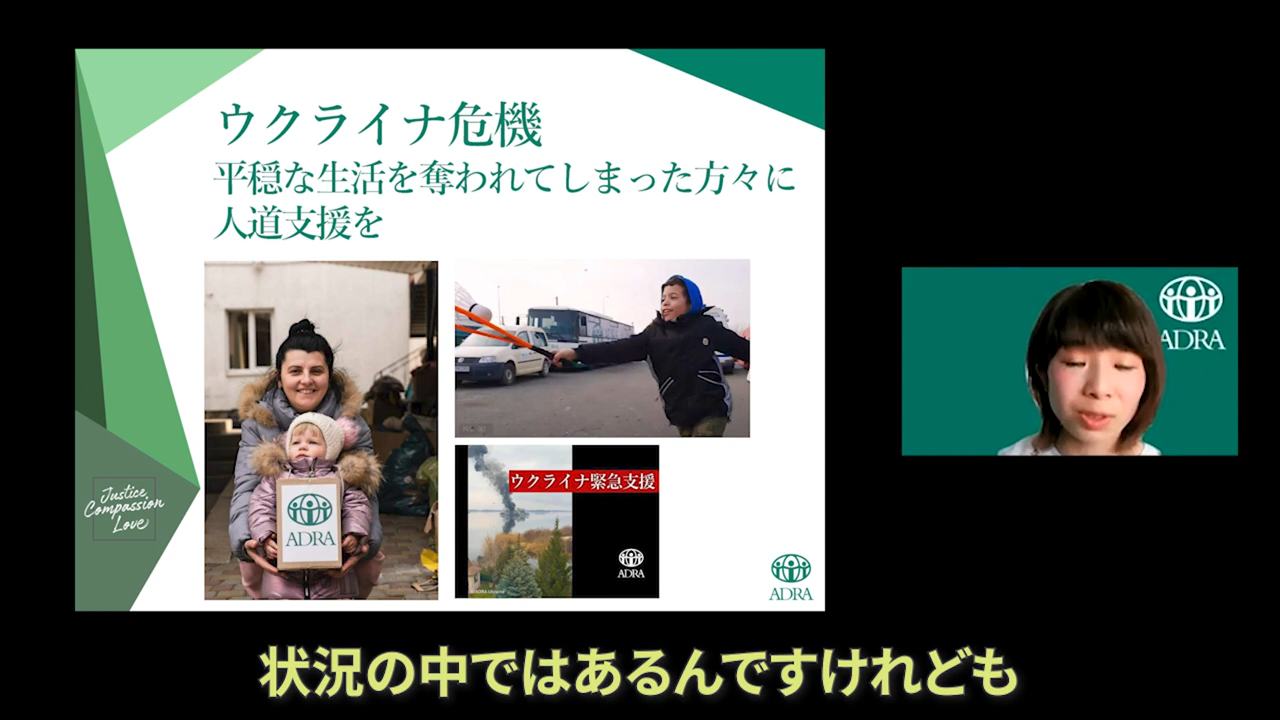 ウクライナ危機
平穏な生活を奪われてしまった方々に
人道支援を
ADRA
ウクライナ緊急支援
ADRA
Justice
Compassion
Love
ADRA
ADRA
状況の中ではあるんですけれども